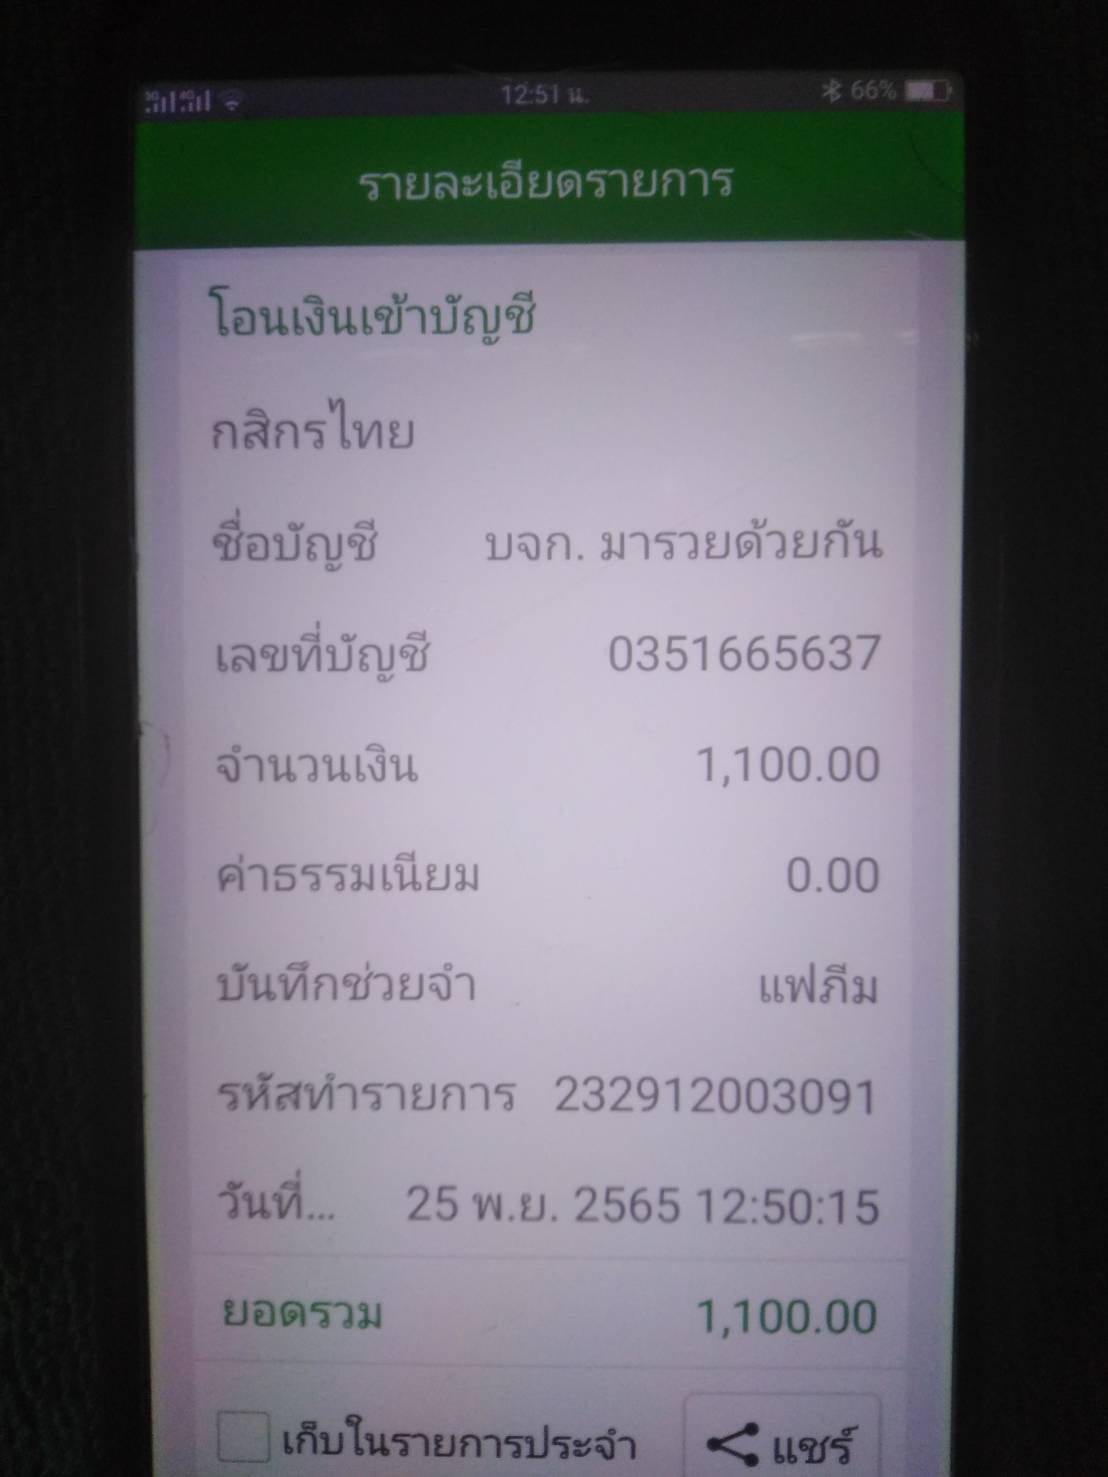 3G 4G 12:51 น. 66%
รายละเอียดรายการ
โอนเงินเข้าบัญชี
กสิกรไทย
ชื่อบัญชี บจก. มารวยด้วยกัน
เลขที่บัญชี 0351665637
จำนวนเงิน 1,100.00
ค่าธรรมเนียม 0.00
บันทึกช่วยจำ แฟภีม
รหัสทำรายการ 232912003091
วันที่... 25 พ.ย. 2565 12:50:15
ยอดรวม 1,100.00
เก็บในรายการประจำ แชร์